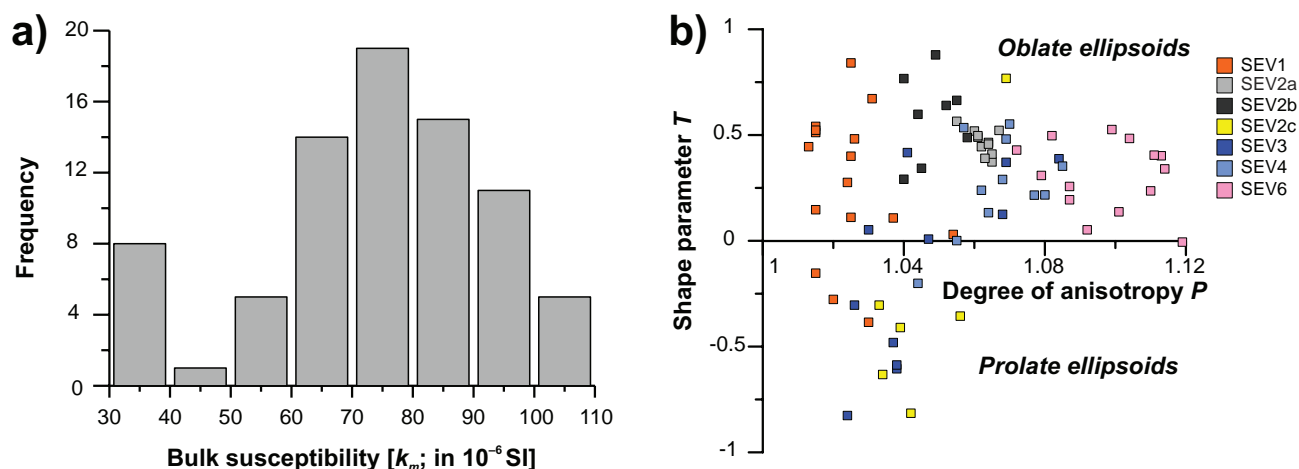 a)
20
16
12
8
4
0
Frequency
30 40 50 60 70 80 90 100 110
Bulk susceptibility [km; in 10⁻⁶ SI]
b)
1
0.5
0
-0.5
-1
Shape parameter T
Oblate ellipsoids
1 1.04 1.08 1.12
Degree of anisotropy P
Prolate ellipsoids
SEV1
SEV2a
SEV2b
SEV2c
SEV3
SEV4
SEV6